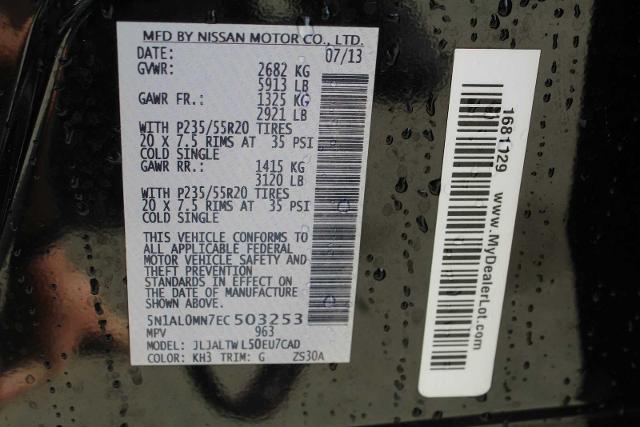 MFD BY NISSAN MOTOR CO., LTD.
DATE: 07/13
GVWR: 2682 KG
5913 LB
GAWR FR.: 1325 KG
2921 LB
WITH P235/55R20 TIRES
20 X 7.5 RIMS AT 35 PSI
COLD SINGLE
GAWR RR.: 1415 KG
3120 LB
WITH P235/55R20 TIRES
20 X 7.5 RIMS AT 35 PSI
COLD SINGLE
THIS VEHICLE CONFORMS TO
ALL APPLICABLE FEDERAL
MOTOR VEHICLE SAFETY AND
THEFT PREVENTION
STANDARDS IN EFFECT ON
THE DATE OF MANUFACTURE
SHOWN ABOVE.
5N1AL0MN7EC503253
MPV 963
MODEL: JLJALTWL50EU7CAD
COLOR: KH3 TRIM: G ZS30A
1681129 www.MyDealerLot.com